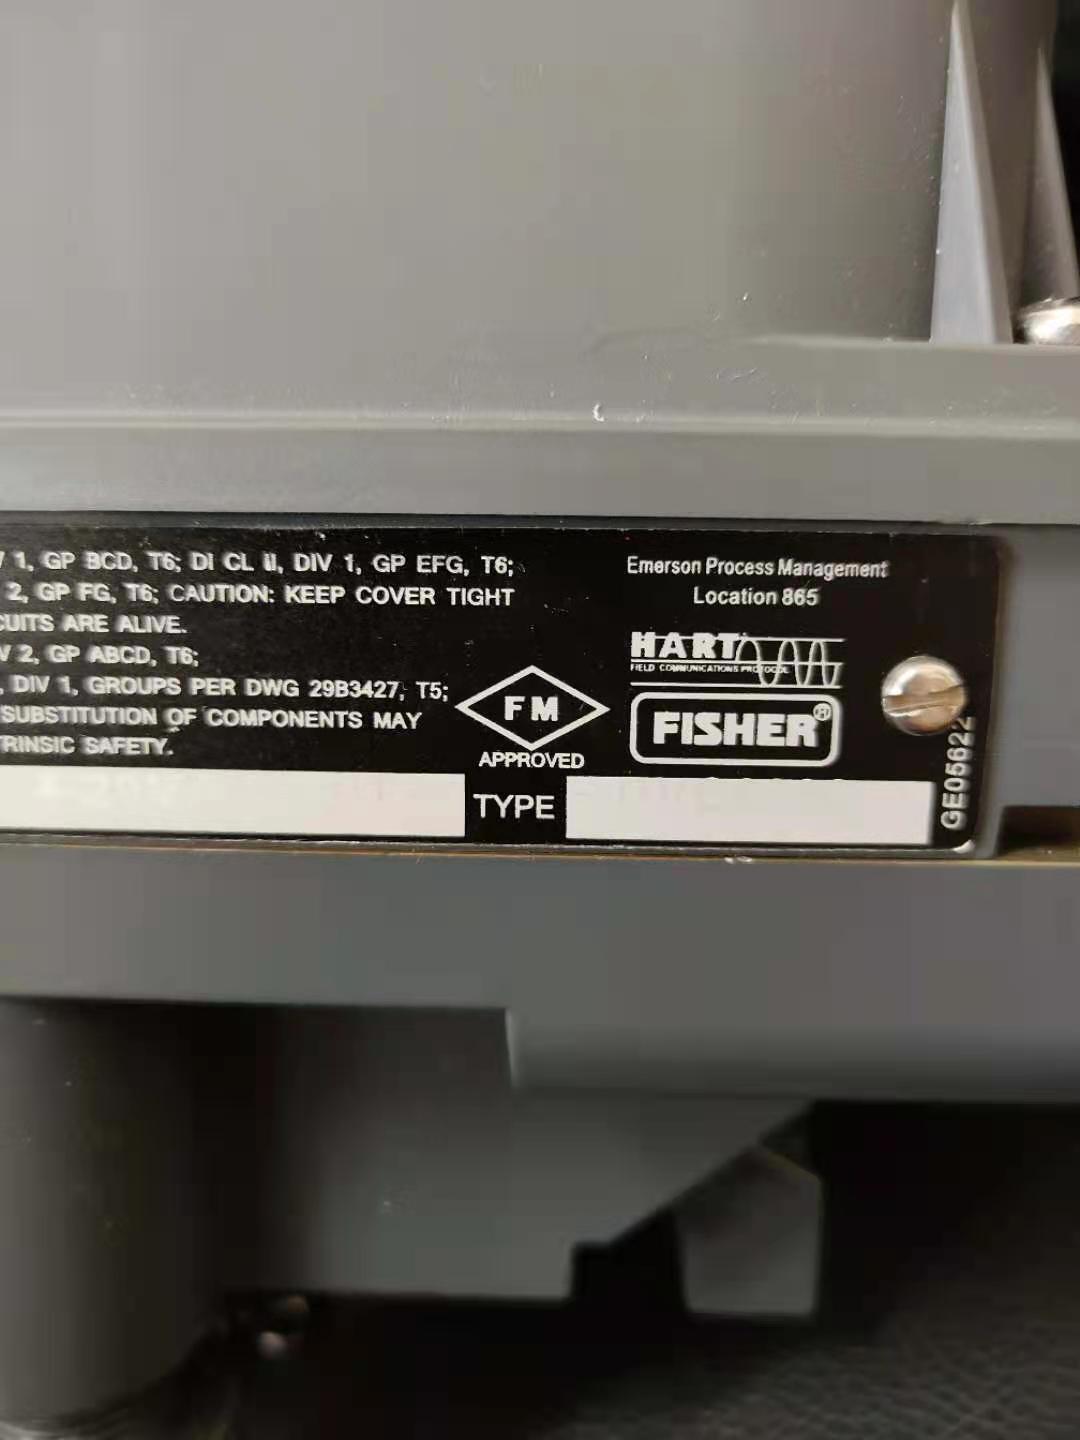 1, GP BCD, T6; DI CL II, DIV 1, GP EFG, T6;
2, GP FG, T6; CAUTION: KEEP COVER TIGHT
CUITS ARE ALIVE.
V 2, GP ABCD, T6;
, DIV 1, GROUPS PER DWG 29B3427, T5;
SUBSTITUTION OF COMPONENTS MAY
TRINSIC SAFETY.
FM
APPROVED
Emerson Process Management
Location 865
HART
FIELD COMMUNICATIONS PROTOCOL
FISHER®
TYPE
GE05622